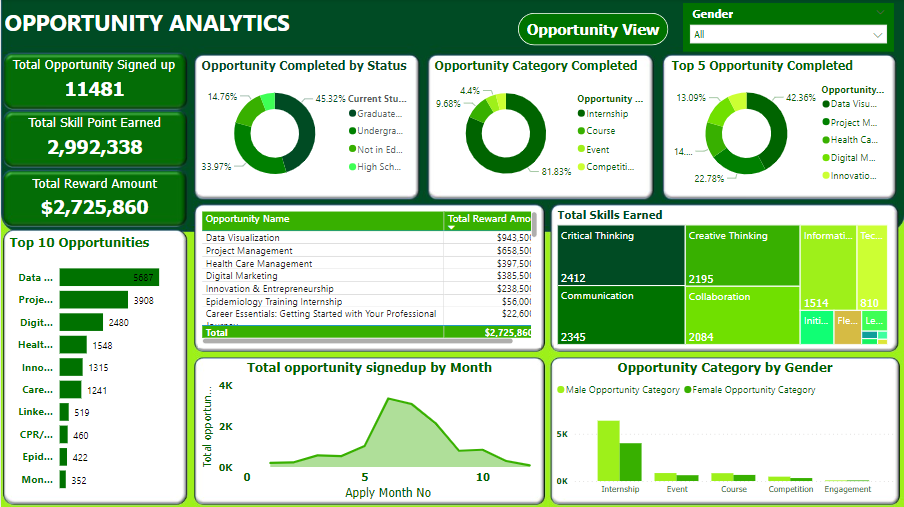 OPPORTUNITY ANALYTICS
Opportunity View
Gender
All
Total Opportunity Signed up
11481
Total Skill Point Earned
2,992,338
Total Reward Amount
$2,725,860
Opportunity Completed by Status
14.76%
45.32%
33.97%
Current Stu...
Graduate...
Undergra...
Not in Ed...
High Sch...
Opportunity Category Completed
4.4%
9.68%
81.83%
Opportunity ...
Internship
Course
Event
Competiti...
Top 5 Opportunity Completed
13.09%
42.36%
14....
22.78%
Opportunity...
Data Visu...
Project M...
Health Ca...
Digital M...
Innovatio...
Top 10 Opportunities
Data ... 5687
Proje... 3908
Digit... 2480
Healt... 1548
Inno... 1315
Care... 1241
Linke... 519
CPR/... 460
Epid... 422
Mon... 352
Opportunity Name Total Reward Amo
Data Visualization $943,500
Project Management $658,500
Health Care Management $397,500
Digital Marketing $385,500
Innovation & Entrepreneurship $238,500
Epidemiology Training Internship $56,000
Career Essentials: Getting Started with Your Professional $22,600
Total $2,725,860
Total Skills Earned
Critical Thinking
2412
Communication
2345
Creative Thinking
2195
Collaboration
2084
Informati...
1514
Tec...
810
Initi...
Fle...
Le...
Total opportunity signedup by Month
Total opportun...
4K
2K
0K
0 5 10
Apply Month No
Opportunity Category by Gender
Male Opportunity Category Female Opportunity Category
5K
0K
Internship Event Course Competition Engagement